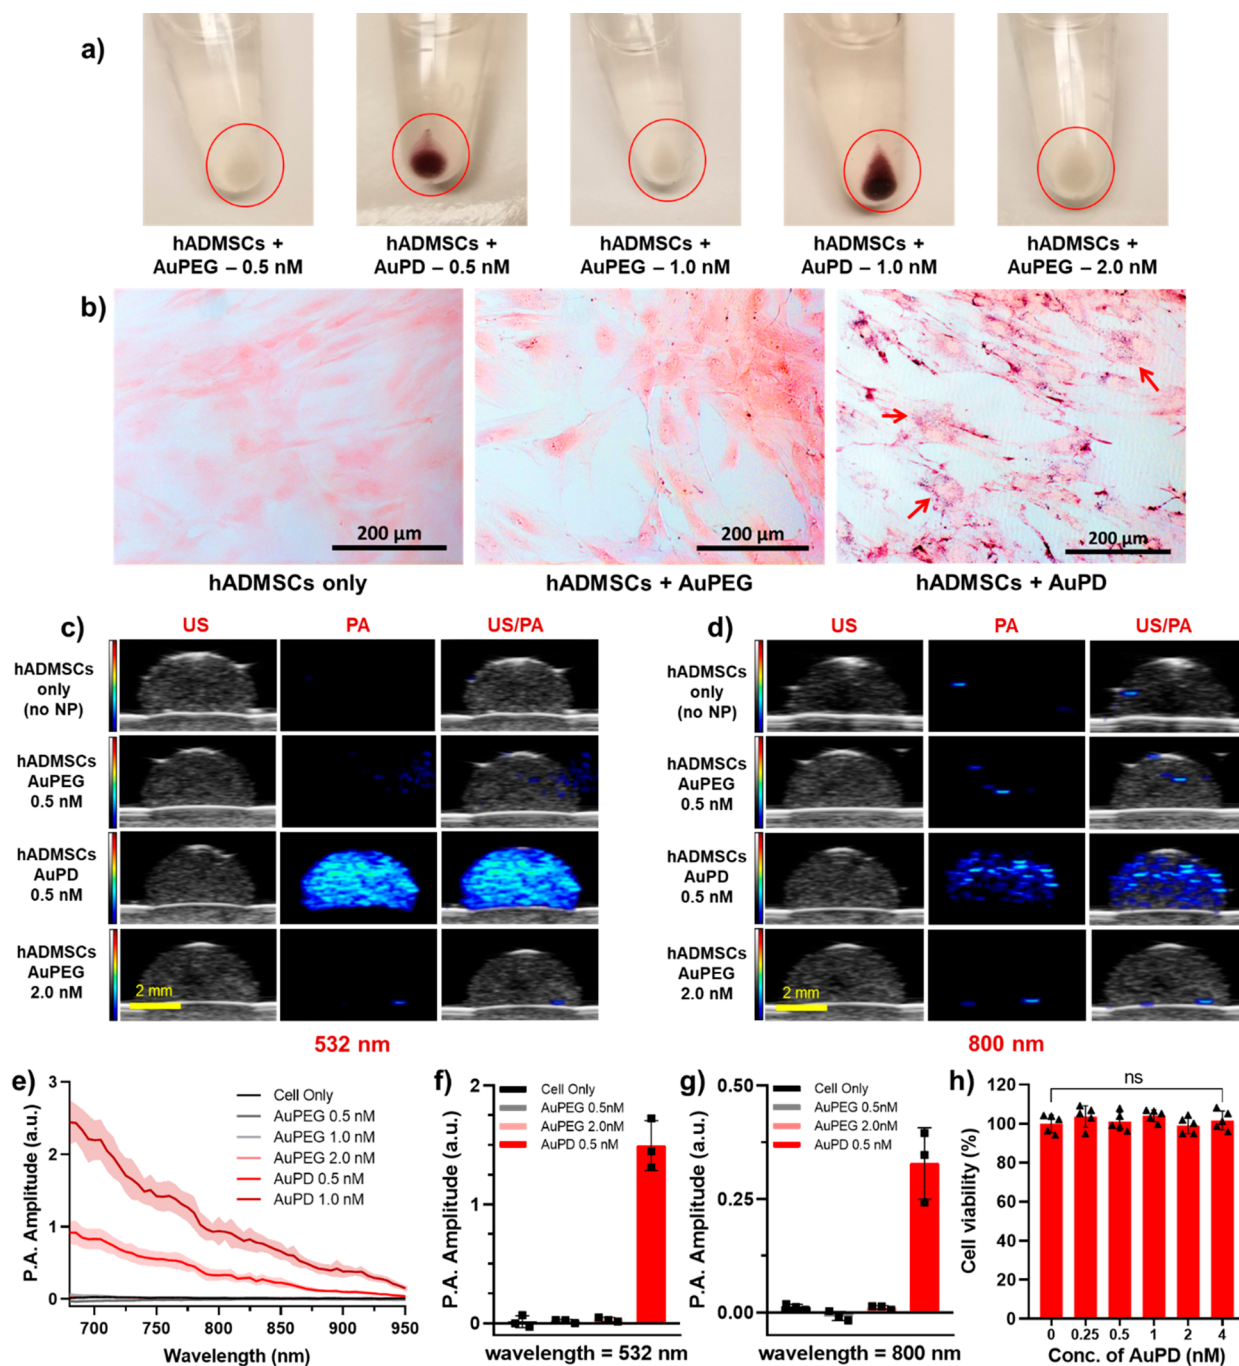 a)
hADMSCs +
AuPEG – 0.5 nM
hADMSCs +
AuPD – 0.5 nM
hADMSCs +
AuPEG – 1.0 nM
hADMSCs +
AuPD – 1.0 nM
hADMSCs +
AuPEG – 2.0 nM
b)
200 µm
200 µm
200 µm
hADMSCs only
hADMSCs + AuPEG
hADMSCs + AuPD
c)
US
PA
US/PA
hADMSCs
only
(no NP)
hADMSCs
AuPEG
0.5 nM
hADMSCs
AuPD
0.5 nM
hADMSCs
AuPEG
2.0 nM
2 mm
532 nm
d)
US
PA
US/PA
hADMSCs
only
(no NP)
hADMSCs
AuPEG
0.5 nM
hADMSCs
AuPD
0.5 nM
hADMSCs
AuPEG
2.0 nM
2 mm
800 nm
e)
P.A. Amplitude (a.u.)
3
2
1
0
Cell Only
AuPEG 0.5 nM
AuPEG 1.0 nM
AuPEG 2.0 nM
AuPD 0.5 nM
AuPD 1.0 nM
700 750 800 850 900 950
Wavelength (nm)
f)
P.A. Amplitude (a.u.)
2
1
0
Cell Only
AuPEG 0.5nM
AuPEG 2.0nM
AuPD 0.5 nM
wavelength = 532 nm
g)
P.A. Amplitude (a.u.)
0.50
0.25
0.00
Cell Only
AuPEG 0.5nM
AuPEG 2.0nM
AuPD 0.5 nM
wavelength = 800 nm
h)
Cell viability (%)
120
100
80
60
40
20
0
ns
0 0.25 0.5 1 2 4
Conc. of AuPD (nM)